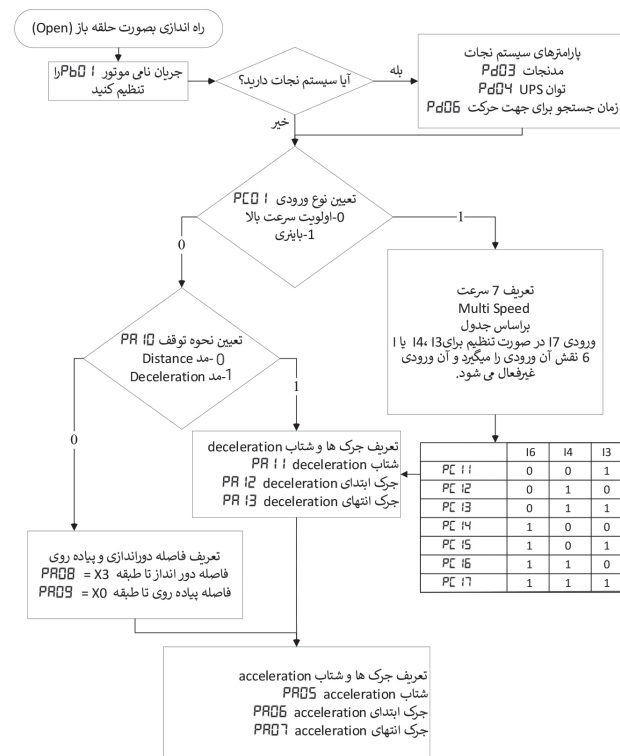 راه اندازی بصورت حلقه باز (Open)
جریان نامی موتور Pb01را
تنظیم کنید
آیا سیستم نجات دارید؟
بله
خیر
پارامترهای سیستم نجات
مدنجات Pd03
توان UPS Pd04
زمان جستجو برای جهت حرکت Pd06
تعیین نوع ورودی PC01
0-اولویت سرعت بالا
1-باینری
0
1
تعریف 7 سرعت
Multi Speed
براساس جدول
ورودی I7 در صورت تنظیم برایI4، I3 یا I
6 نقش آن ورودی را میگیرد و آن ورودی
غیرفعال می شود.
تعیین نحوه توقف PA10
0-مد Distance
1-مد Deceleration
0
1
I6 I4 I3
PC11 0 0 1
PC12 0 1 0
PC13 0 1 1
PC14 1 0 0
PC15 1 0 1
PC16 1 1 0
PC17 1 1 1
تعریف جرک ها و شتاب deceleration
شتاب deceleration PA11
جرک ابتدای deceleration PA12
جرک انتهای deceleration PA13
تعریف فاصله دوراندازی و پیاده روی
فاصله دور انداز تا طبقه PA08 = X3
فاصله پیاده روی تا طبقه PA09 = X0
تعریف جرک ها و شتاب acceleration
شتاب acceleration PA05
جرک ابتدای acceleration PA06
جرک انتهای acceleration PA07